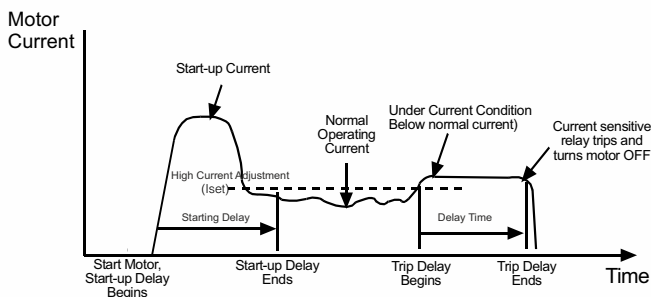 Motor
Current
Start-up Current
High Current Adjustment
(Iset)
Starting Delay
Normal
Operating
Current
Under Current Condition
Below normal current)
Current sensitive
relay trips and
turns motor OFF
Delay Time
Start Motor,
Start-up Delay
Begins
Start-up Delay
Ends
Trip Delay
Begins
Trip Delay
Ends
Time